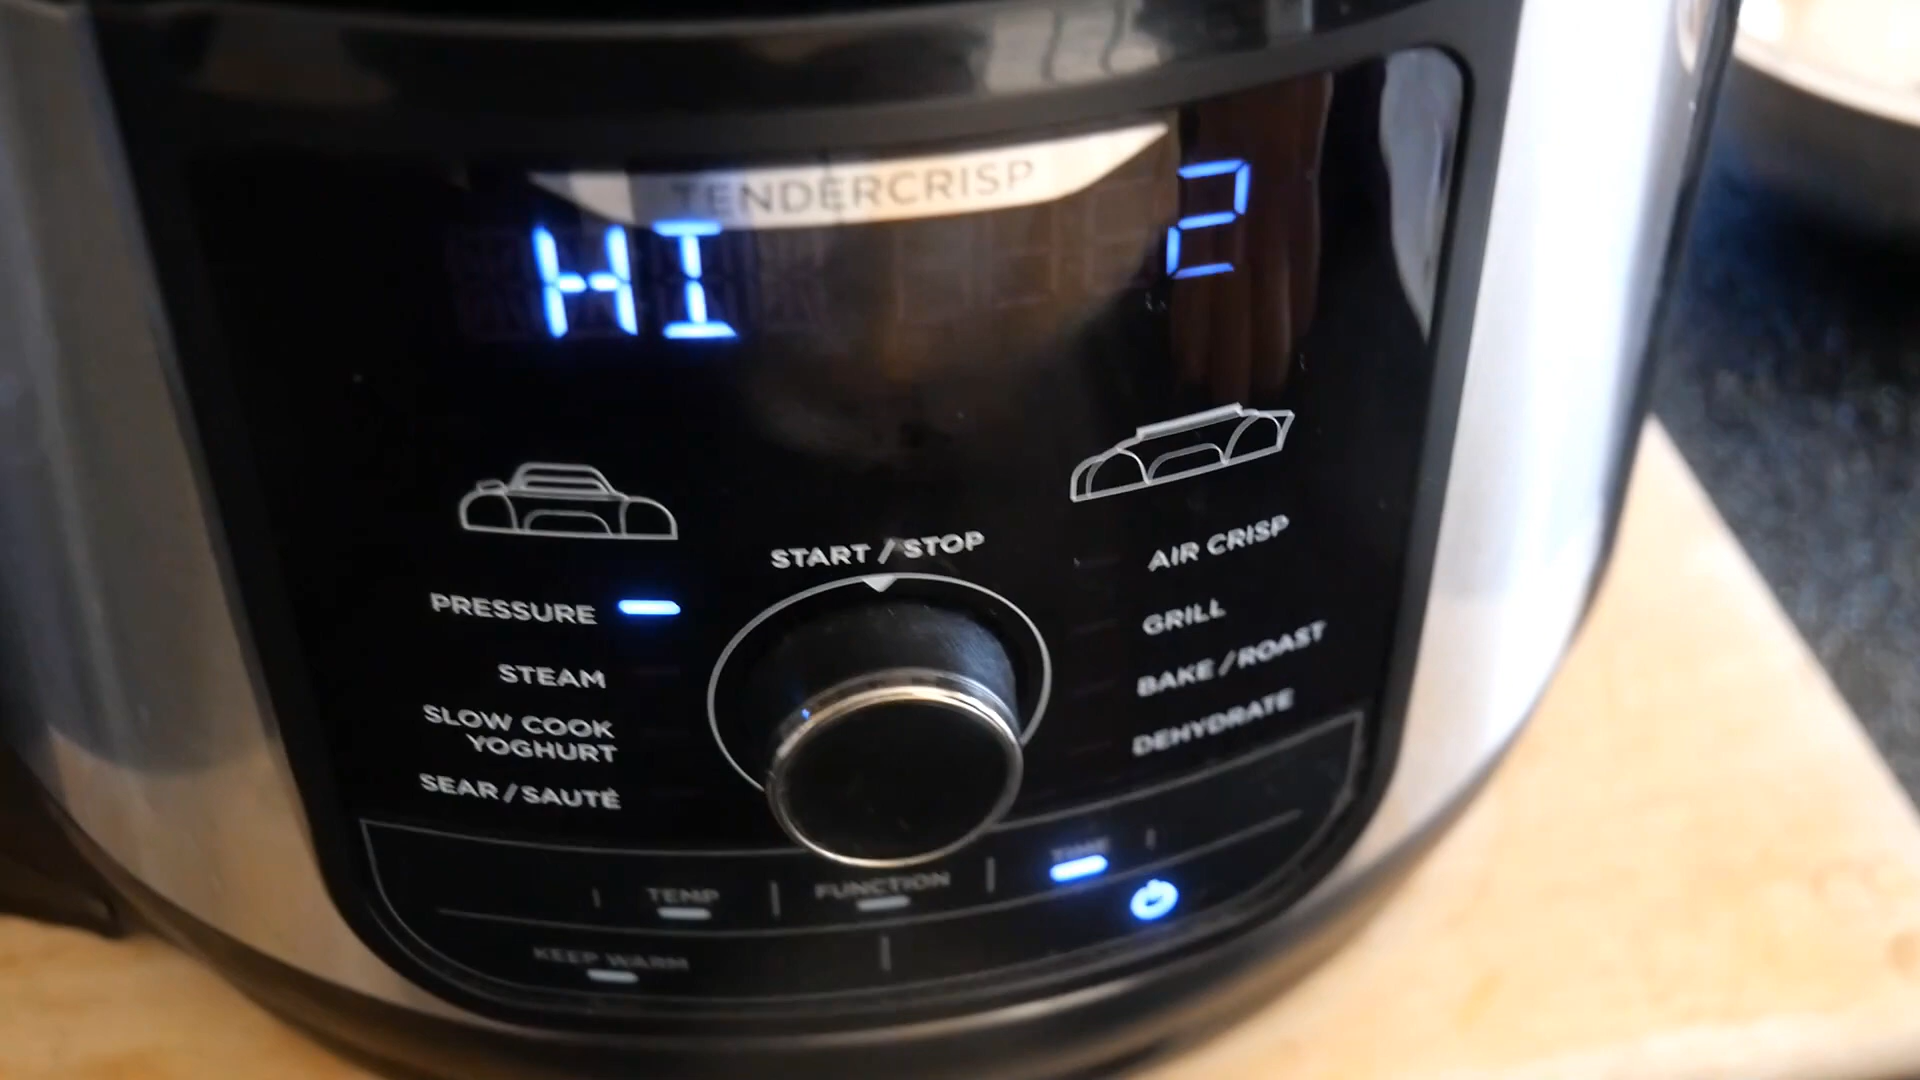 TENDERCRISP
HI 2
START / STOP
PRESSURE
STEAM
SLOW COOK
YOGHURT
SEAR / SAUTÉ
AIR CRISP
GRILL
BAKE / ROAST
DEHYDRATE
TEMP
FUNCTION
TIME
KEEP WARM